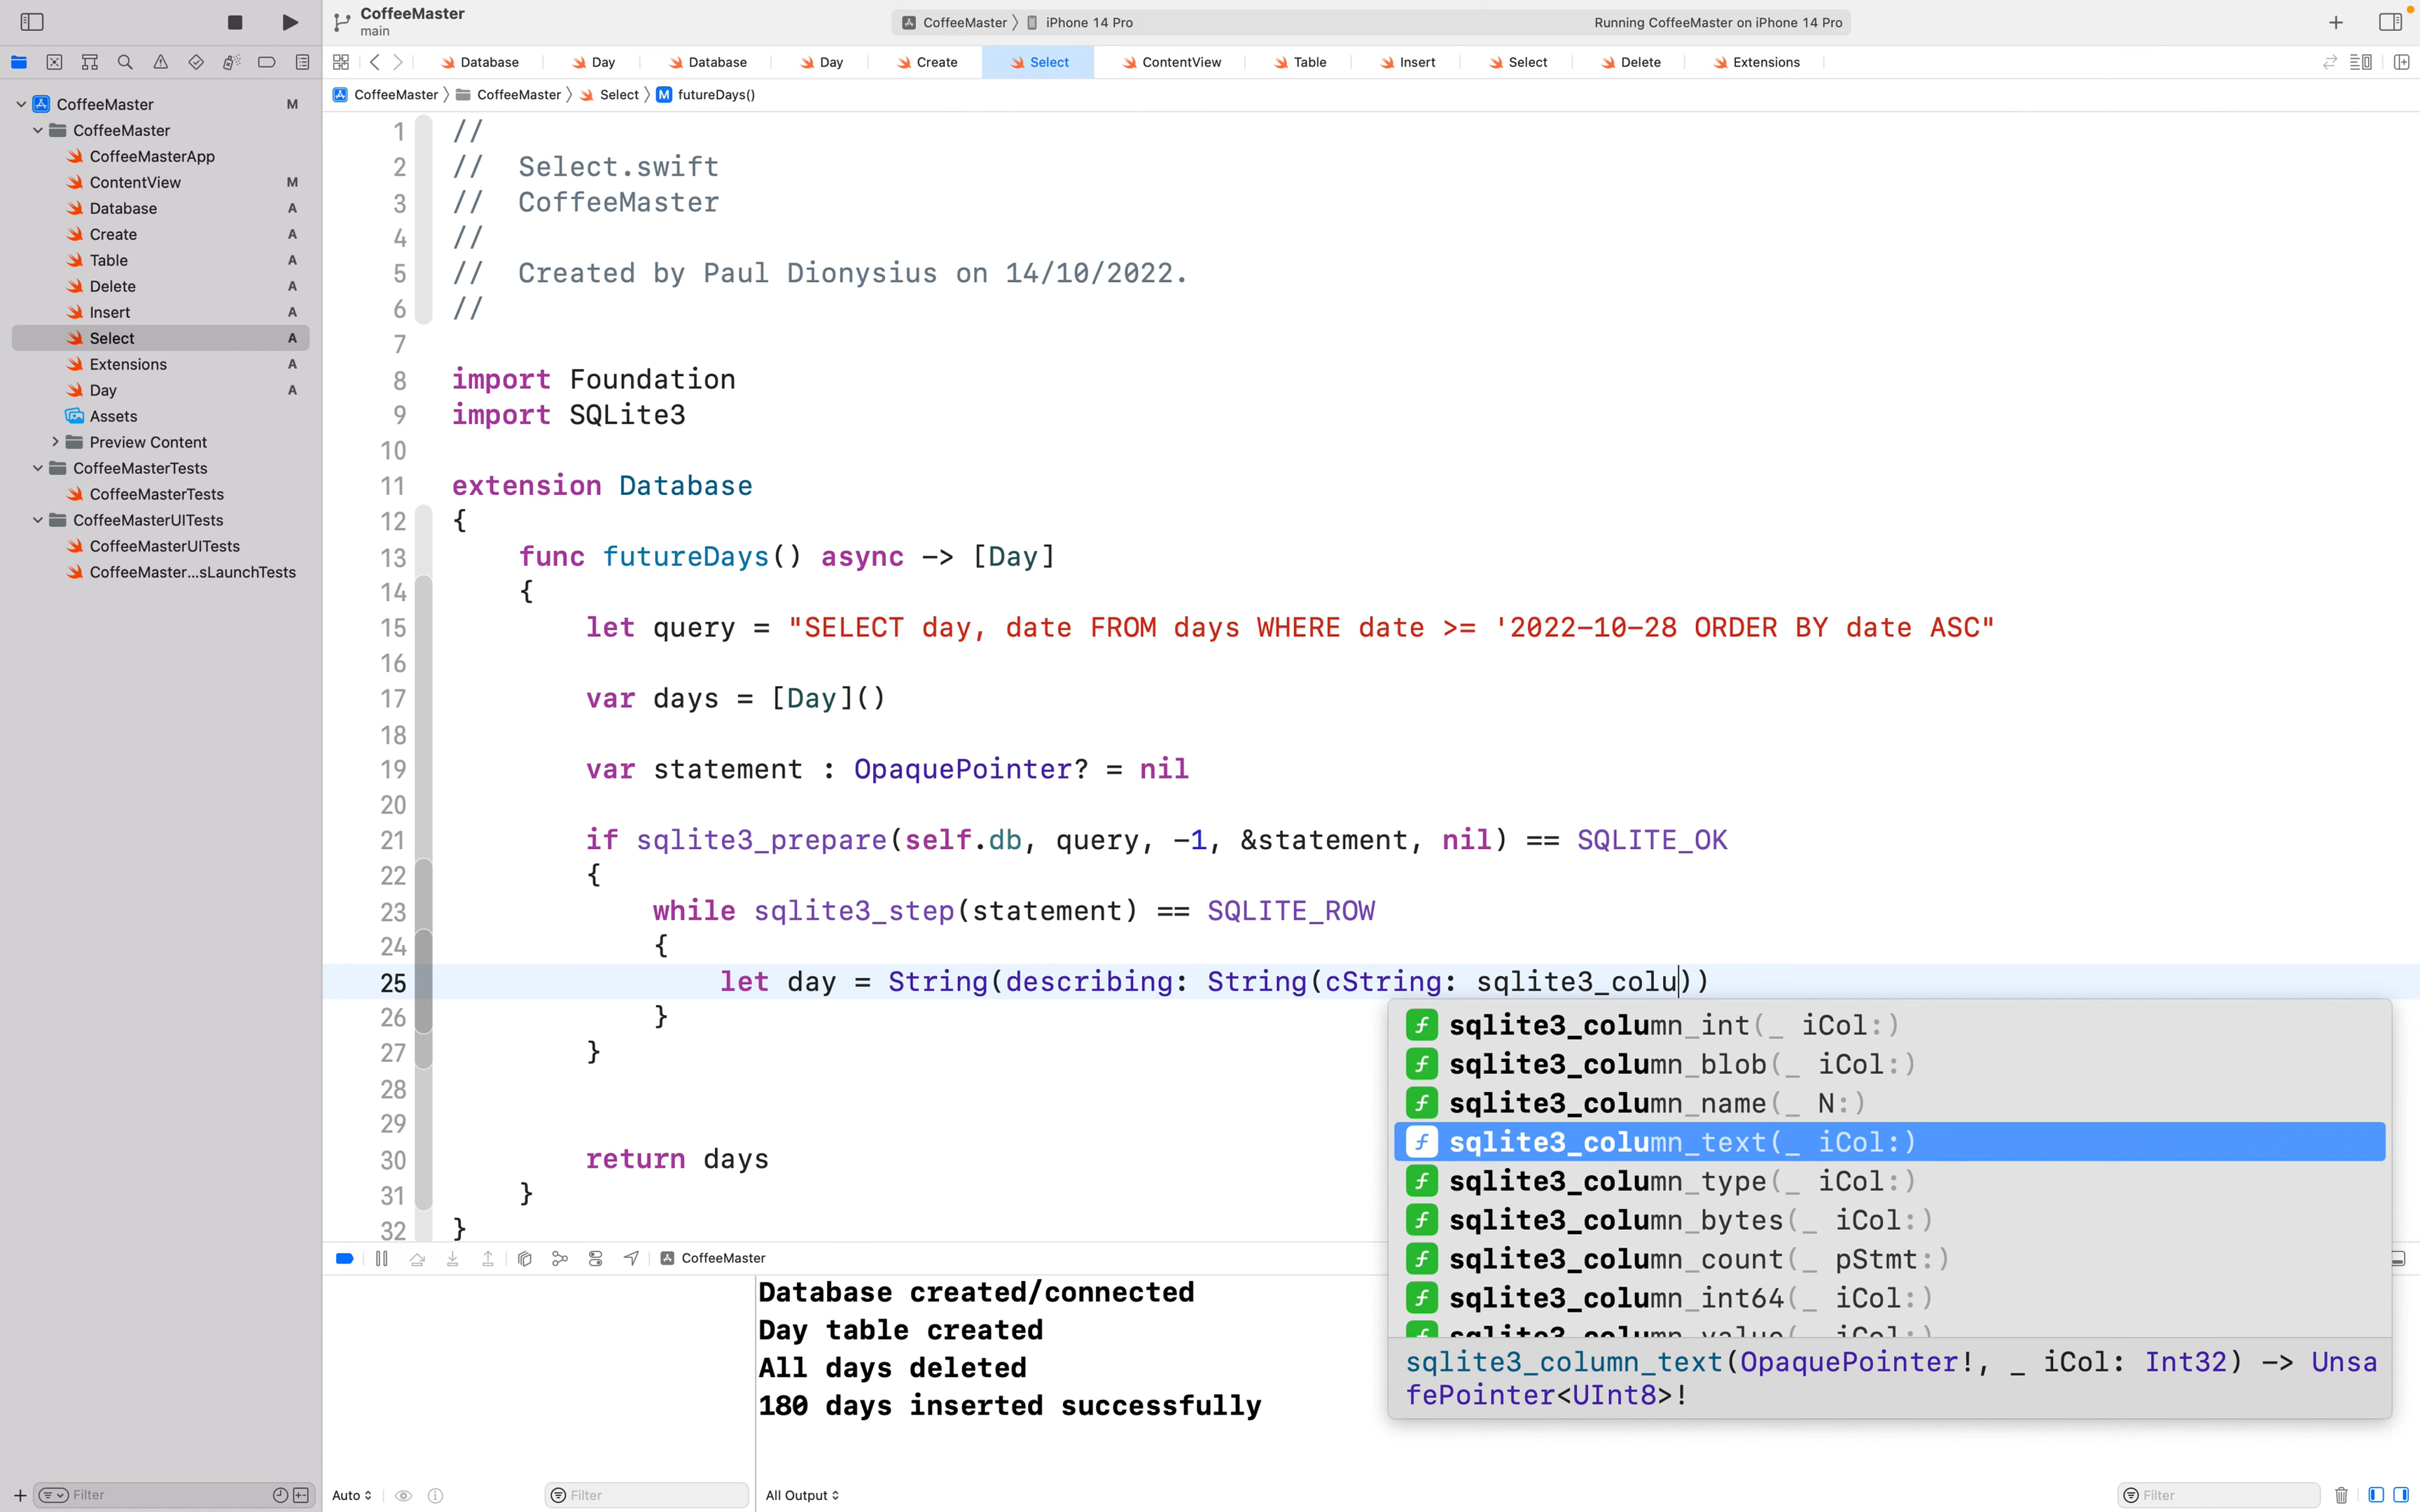 CoffeeMaster
main
CoffeeMaster
iPhone 14 Pro
Running CoffeeMaster on iPhone 14 Pro
Database
Day
Database
Day
Create
Select
ContentView
Table
Insert
Select
Delete
Extensions
CoffeeMaster
CoffeeMaster
Select
M
futureDays()
CoffeeMaster M
CoffeeMaster
CoffeeMasterApp
ContentView M
Database A
Create A
Table A
Delete A
Insert A
Select A
Extensions A
Day A
Assets
Preview Content
CoffeeMasterTests
CoffeeMasterTests
CoffeeMasterUITests
CoffeeMasterUITests
CoffeeMaster...sLaunchTests
Filter
1 //
2 // Select.swift
3 // CoffeeMaster
4 //
5 // Created by Paul Dionysius on 14/10/2022.
6 //
7
8 import Foundation
9 import SQLite3
10
11 extension Database
12 {
13 func futureDays() async -> [Day]
14 {
15 let query = "SELECT day, date FROM days WHERE date >= '2022-10-28 ORDER BY date ASC"
16
17 var days = [Day]()
18
19 var statement : OpaquePointer? = nil
20
21 if sqlite3_prepare(self.db, query, -1, &statement, nil) == SQLITE_OK
22 {
23 while sqlite3_step(statement) == SQLITE_ROW
24 {
25 let day = String(describing: String(cString: sqlite3_colu))
26 }
27 }
28
29
30 return days
31 }
32 }
sqlite3_column_int(_ iCol:)
sqlite3_column_blob(_ iCol:)
sqlite3_column_name(_ N:)
sqlite3_column_text(_ iCol:)
sqlite3_column_type(_ iCol:)
sqlite3_column_bytes(_ iCol:)
sqlite3_column_count(_ pStmt:)
sqlite3_column_int64(_ iCol:)
sqlite3_column_value(_ iCol:)
sqlite3_column_text(OpaquePointer!, _ iCol: Int32) -> Unsa
fePointer<UInt8>!
CoffeeMaster
Database created/connected
Day table created
All days deleted
180 days inserted successfully
Auto
Filter
All Output
Filter